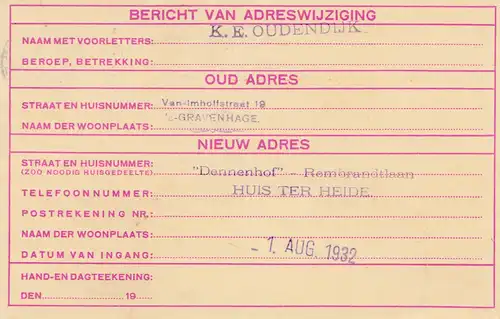 BERICHT VAN ADRESWIJZIGING
NAAM MET VOORLETTERS: K. E. OUDENDIJK
BEROEP, BETREKKING:
OUD ADRES
STRAAT EN HUISNUMMER: Van-Imhoffstraat 19
NAAM DER WOONPLAATS: 's-GRAVENHAGE.
NIEUW ADRES
STRAAT EN HUISNUMMER:
(ZOO NOODIG HUISGEDEELTE) "Dennenhof" - Rembrandtlaan
TELEFOONNUMMER: HUIS TER HEIDE
POSTREKENING NR.:
NAAM DER WOONPLAATS:
DATUM VAN INGANG: - 1. AUG. 1932
HAND- EN DAGTEEKENING:
DEN 19